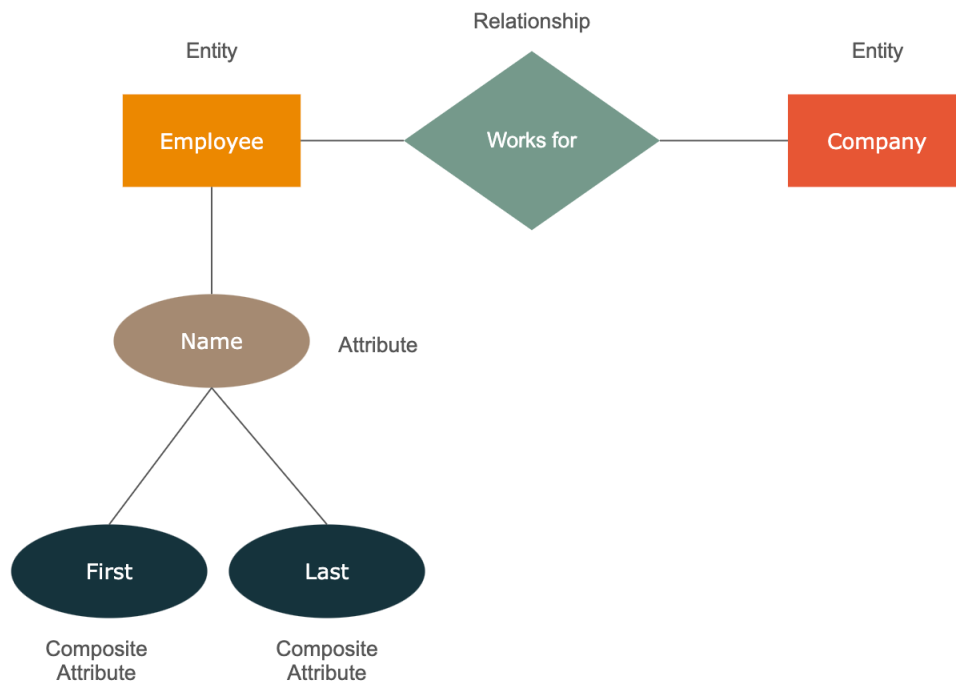 Relationship
Entity
Entity
Employee
Works for
Company
Name
Attribute
First
Last
Composite
Attribute
Composite
Attribute